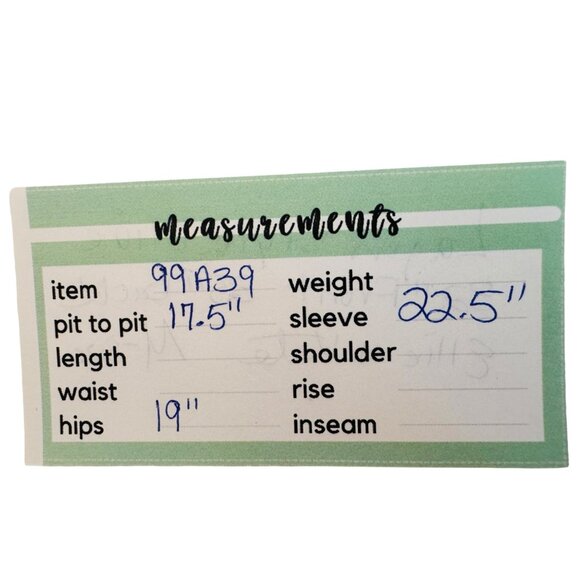 measurements
item 99A39
pit to pit 17.5"
length
waist
hips 19"
weight
sleeve 22.5"
shoulder
rise
inseam